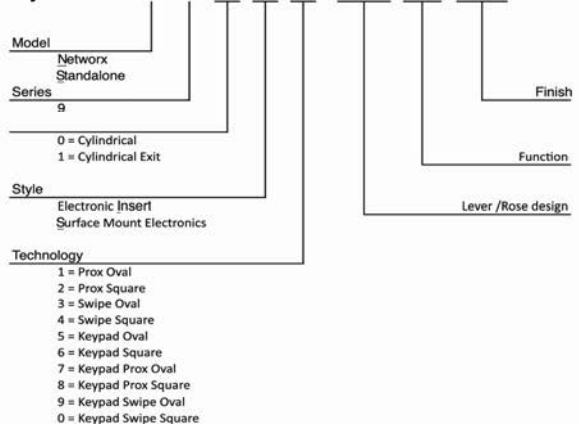 Model
Networx
Standalone
Series
9
Finish
0 = Cylindrical
1 = Cylindrical Exit
Function
Style
Electronic Insert
Surface Mount Electronics
Lever /Rose design
Technology
1 = Prox Oval
2 = Prox Square
3 = Swipe Oval
4 = Swipe Square
5 = Keypad Oval
6 = Keypad Square
7 = Keypad Prox Oval
8 = Keypad Prox Square
9 = Keypad Swipe Oval
0 = Keypad Swipe Square